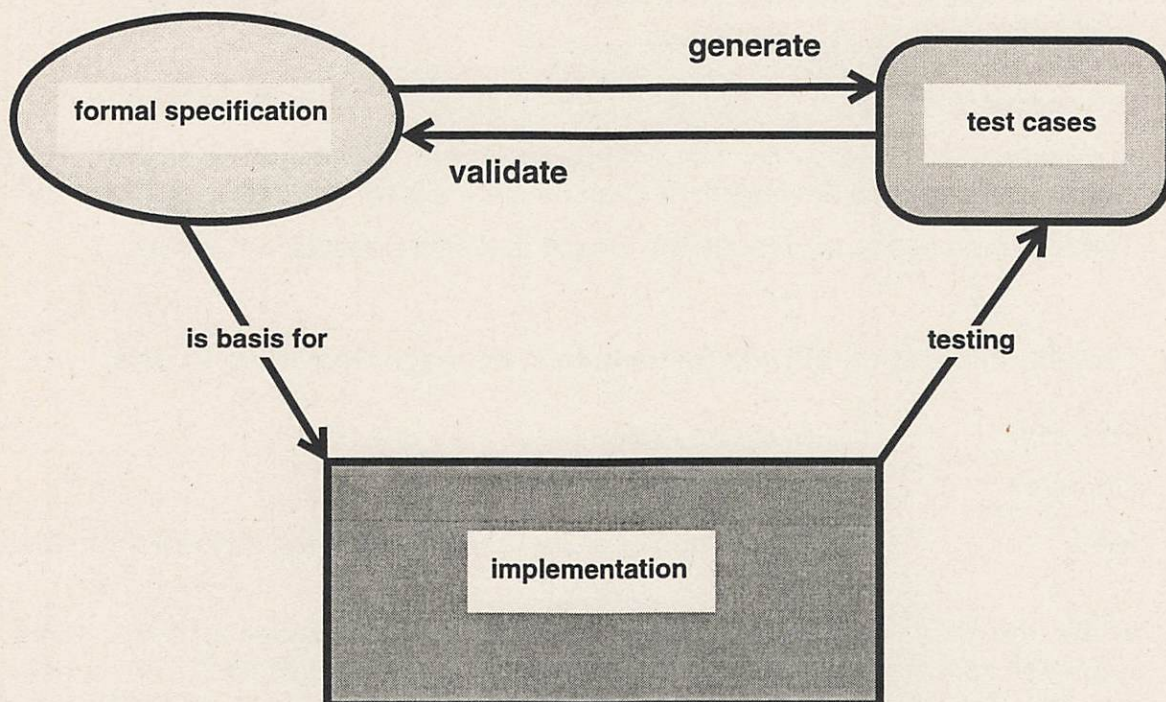 generate
formal specification
test cases
validate
is basis for
testing
implementation